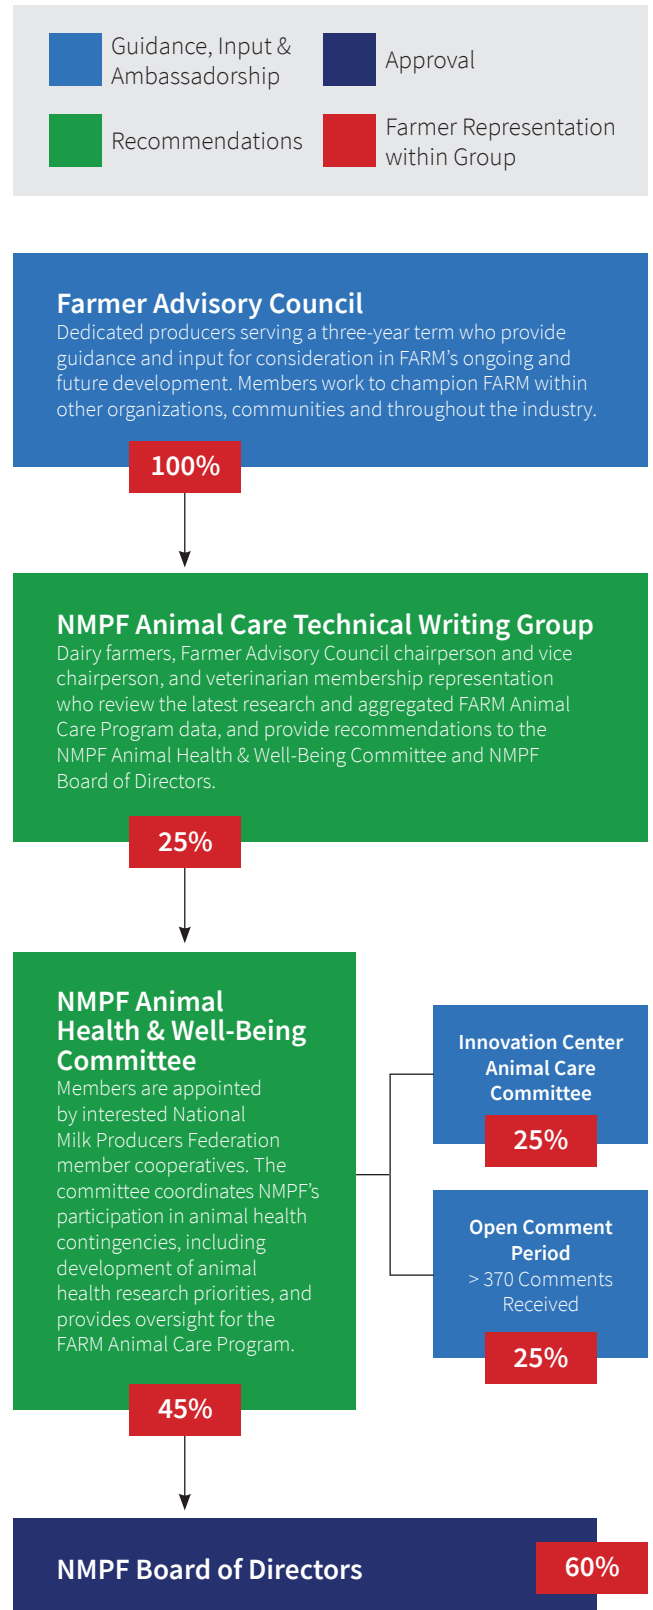 Guidance, Input &
Ambassadorship
Approval
Recommendations
Farmer Representation
within Group
Farmer Advisory Council
Dedicated producers serving a three-year term who provide
guidance and input for consideration in FARM’s ongoing and
future development. Members work to champion FARM within
other organizations, communities and throughout the industry.
100%
NMPF Animal Care Technical Writing Group
Dairy farmers, Farmer Advisory Council chairperson and vice
chairperson, and veterinarian membership representation
who review the latest research and aggregated FARM Animal
Care Program data, and provide recommendations to the
NMPF Animal Health & Well-Being Committee and NMPF
Board of Directors.
25%
NMPF Animal
Health & Well-Being
Committee
Members are appointed
by interested National
Milk Producers Federation
member cooperatives. The
committee coordinates NMPF’s
participation in animal health
contingencies, including
development of animal
health research priorities, and
provides oversight for the
FARM Animal Care Program.
45%
Innovation Center
Animal Care
Committee
25%
Open Comment
Period
> 370 Comments
Received
25%
NMPF Board of Directors
60%